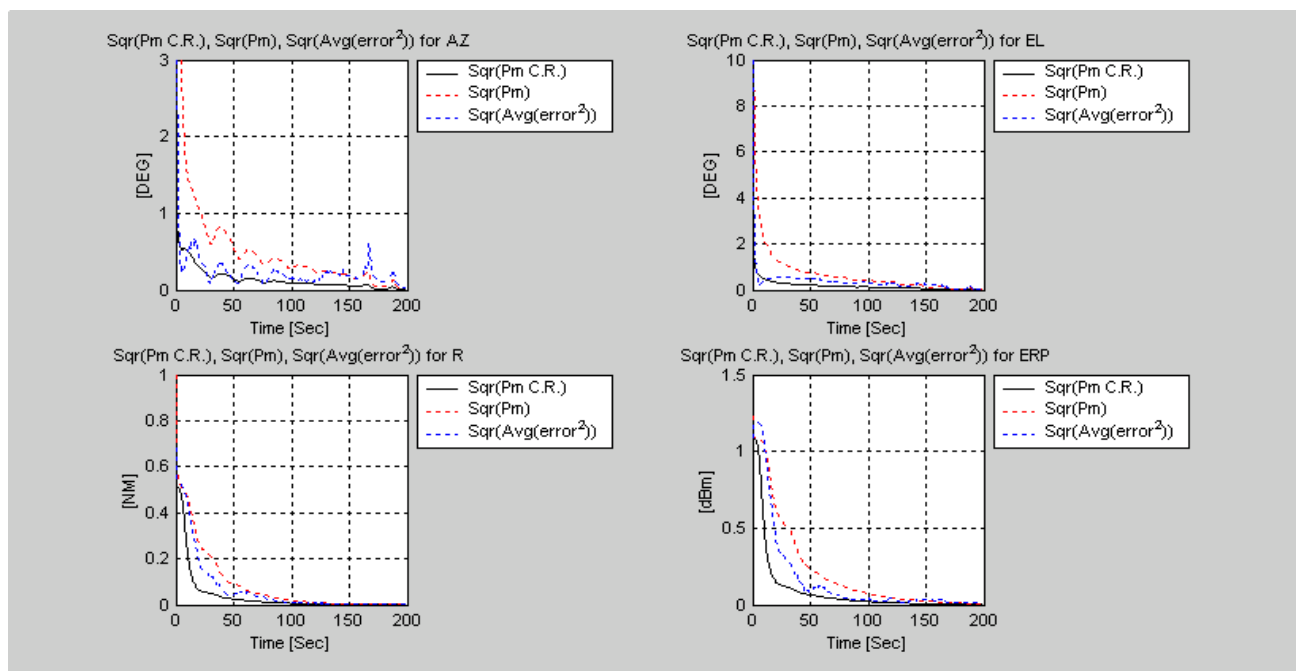 Sqr(Pm C.R.), Sqr(Pm), Sqr(Avg(error²)) for AZ
3
2
1
0
[DEG]
0 50 100 150 200
Time [Sec]
Sqr(Pm C.R.)
Sqr(Pm)
Sqr(Avg(error²))
Sqr(Pm C.R.), Sqr(Pm), Sqr(Avg(error²)) for EL
10
8
6
4
2
0
[DEG]
0 50 100 150 200
Time [Sec]
Sqr(Pm C.R.)
Sqr(Pm)
Sqr(Avg(error²))
Sqr(Pm C.R.), Sqr(Pm), Sqr(Avg(error²)) for R
1
0.8
0.6
0.4
0.2
0
[NM]
0 50 100 150 200
Time [Sec]
Sqr(Pm C.R.)
Sqr(Pm)
Sqr(Avg(error²))
Sqr(Pm C.R.), Sqr(Pm), Sqr(Avg(error²)) for ERP
1.5
1
0.5
0
[dBm]
0 50 100 150 200
Time [Sec]
Sqr(Pm C.R.)
Sqr(Pm)
Sqr(Avg(error²))